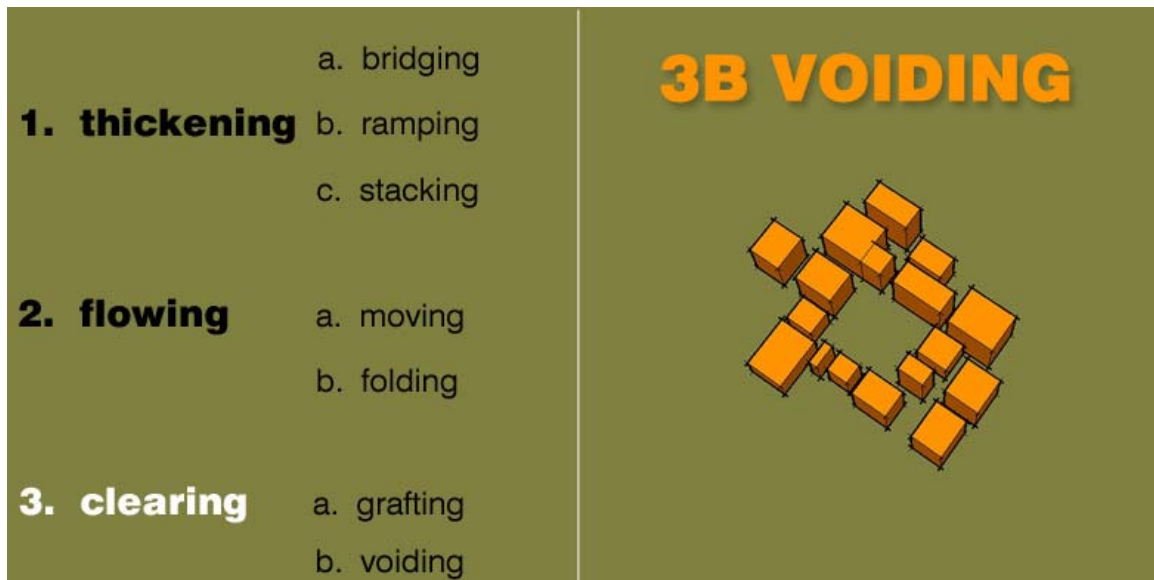 a. bridging
1. thickening b. ramping
c. stacking
2. flowing a. moving
b. folding
3. clearing a. grafting
b. voiding
3B VOIDING